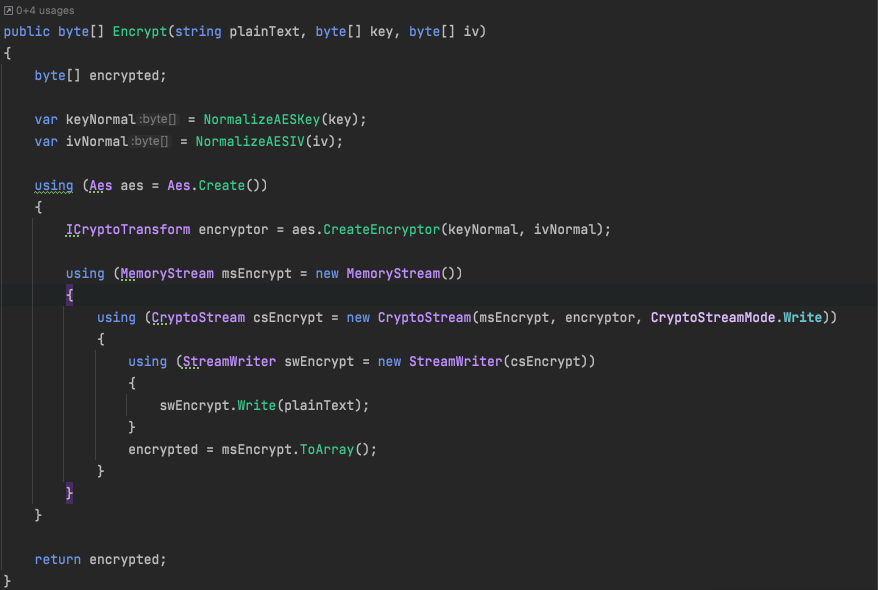 0+4 usages
public byte[] Encrypt(string plainText, byte[] key, byte[] iv)
{
byte[] encrypted;
var keyNormal :byte[] = NormalizeAESKey(key);
var ivNormal :byte[] = NormalizeAESIV(iv);
using (Aes aes = Aes.Create())
{
ICryptoTransform encryptor = aes.CreateEncryptor(keyNormal, ivNormal);
using (MemoryStream msEncrypt = new MemoryStream())
{
using (CryptoStream csEncrypt = new CryptoStream(msEncrypt, encryptor, CryptoStreamMode.Write))
{
using (StreamWriter swEncrypt = new StreamWriter(csEncrypt))
{
swEncrypt.Write(plainText);
}
encrypted = msEncrypt.ToArray();
}
}
}
return encrypted;
}